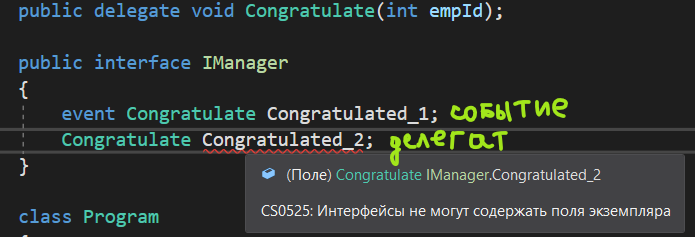 public delegate void Congratulate(int empId);
public interface IManager
{
event Congratulate Congratulated_1; событие
Congratulate Congratulated_2; делегат
}
(Поле) Congratulate IManager.Congratulated_2
CS0525: Интерфейсы не могут содержать поля экземпляра
class Program